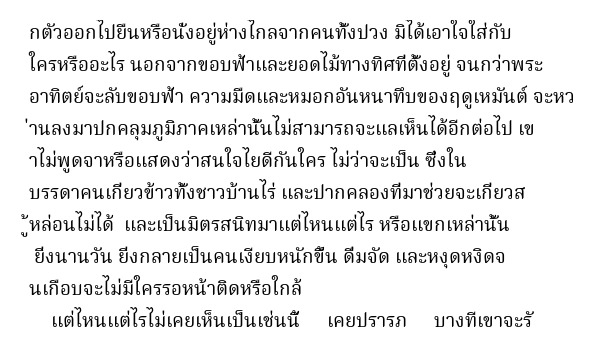 กตัวออกไปยืนหรือนั่งอยู่ห่างไกลจากคนทั้งปวง มิได้เอาใจใส่กับ
ใครหรืออะไร นอกจากขอบฟ้าและยอดไม้ทางทิศที่ตั้งอยู่ จนกว่าพระ
อาทิตย์จะลับขอบฟ้า ความมืดและหมอกอันหนาทึบของฤดูเหมันต์ จะหว
่านลงมาปกคลุมภูมิภาคเหล่านั้นไม่สามารถจะแลเห็นได้อีกต่อไป เข
าไม่พูดจาหรือแสดงว่าสนใจไยดีกันใคร ไม่ว่าจะเป็น ซึ่งใน
บรรดาคนเกี่ยวข้าวทั้งชาวบ้านไร่ และปากคลองที่มาช่วยจะเกี่ยวส
ู้หล่อนไม่ได้  และเป็นมิตรสนิทมาแต่ไหนแต่ไร หรือแขกเหล่านั้น
ยิ่งนานวัน ยิ่งกลายเป็นคนเงียบหนักขึ้น ดื่มจัด และหงุดหงิดจ
นเกือบจะไม่มีใครรอหน้าติดหรือใกล้
แต่ไหนแต่ไรไม่เคยเห็นเป็นเช่นนี้  เคยปรารภ  บางทีเขาจะรั